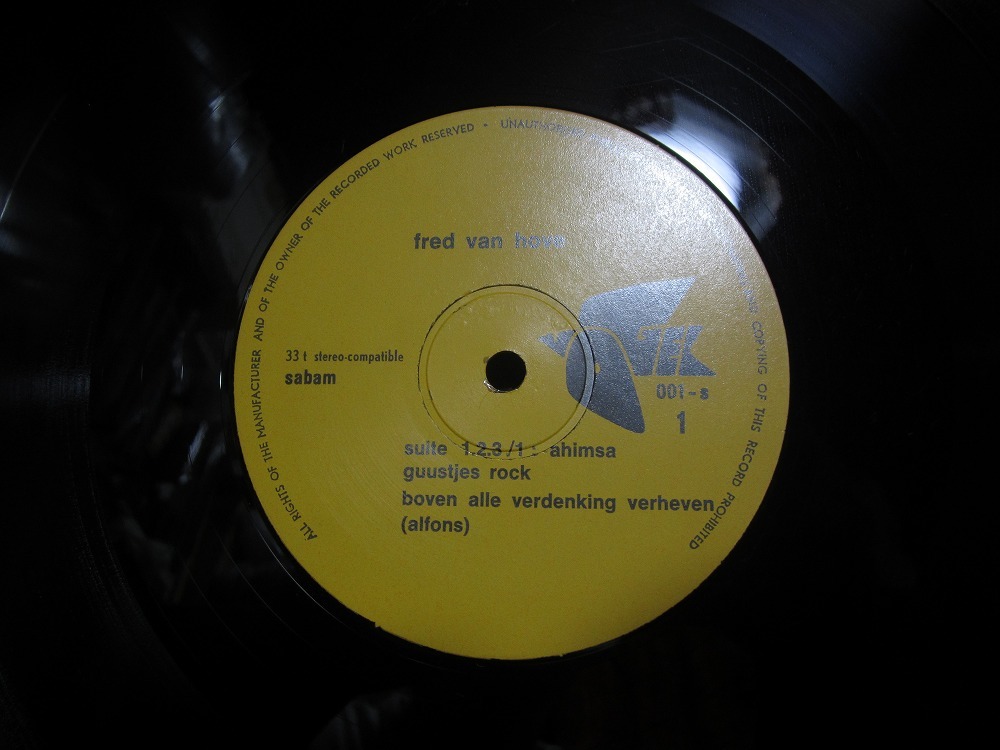 ALL RIGHTS OF THE MANUFACTURER AND OF THE OWNER OF THE RECORDED WORK RESERVED - UNAUTHORISED COPYING OF THIS RECORD PROHIBITED
fred van hove
33 t stereo-compatible
sabam
001-s
1
suite 1.2.3/1 : ahimsa
guustjes rock
boven alle verdenking verheven
(alfons)